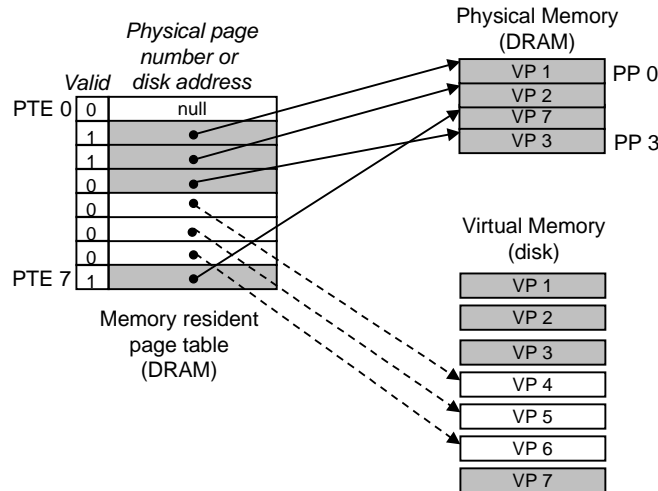 Physical page
number or
disk address
Valid
PTE 0
0
null
1
1
0
0
0
0
PTE 7
1
Memory resident
page table
(DRAM)
Physical Memory
(DRAM)
VP 1
PP 0
VP 2
VP 7
VP 3
PP 3
Virtual Memory
(disk)
VP 1
VP 2
VP 3
VP 4
VP 5
VP 6
VP 7